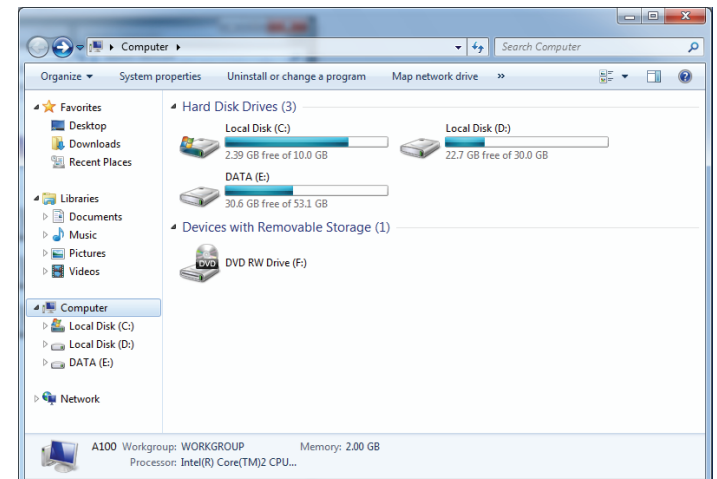 Computer
Search Computer
Organize System properties Uninstall or change a program Map network drive »
Favorites
Desktop
Downloads
Recent Places
Libraries
Documents
Music
Pictures
Videos
Computer
Local Disk (C:)
Local Disk (D:)
DATA (E:)
Network
Hard Disk Drives (3)
Local Disk (C:)
2.39 GB free of 10.0 GB
Local Disk (D:)
22.7 GB free of 30.0 GB
DATA (E:)
30.6 GB free of 53.1 GB
Devices with Removable Storage (1)
DVD
DVD RW Drive (F:)
A100 Workgroup: WORKGROUP Memory: 2.00 GB
Processor: Intel(R) Core(TM)2 CPU...